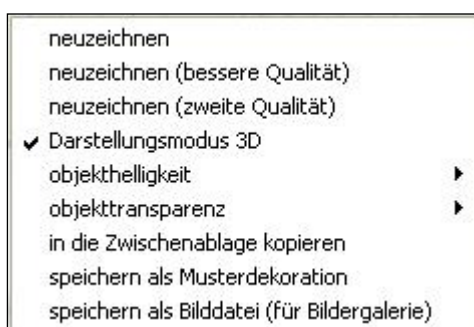 neuzeichnen
neuzeichnen (bessere Qualität)
neuzeichnen (zweite Qualität)
Darstellungsmodus 3D
objekthelligkeit
objekttransparenz
in die Zwischenablage kopieren
speichern als Musterdekoration
speichern als Bilddatei (für Bildergalerie)